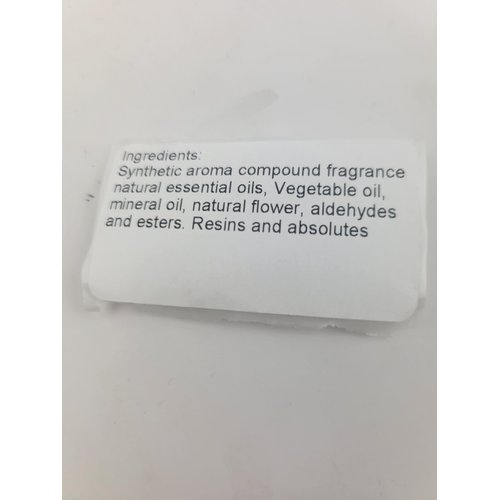 Ingredients:
Synthetic aroma compound fragrance
natural essential oils, Vegetable oil,
mineral oil, natural flower, aldehydes
and esters. Resins and absolutes